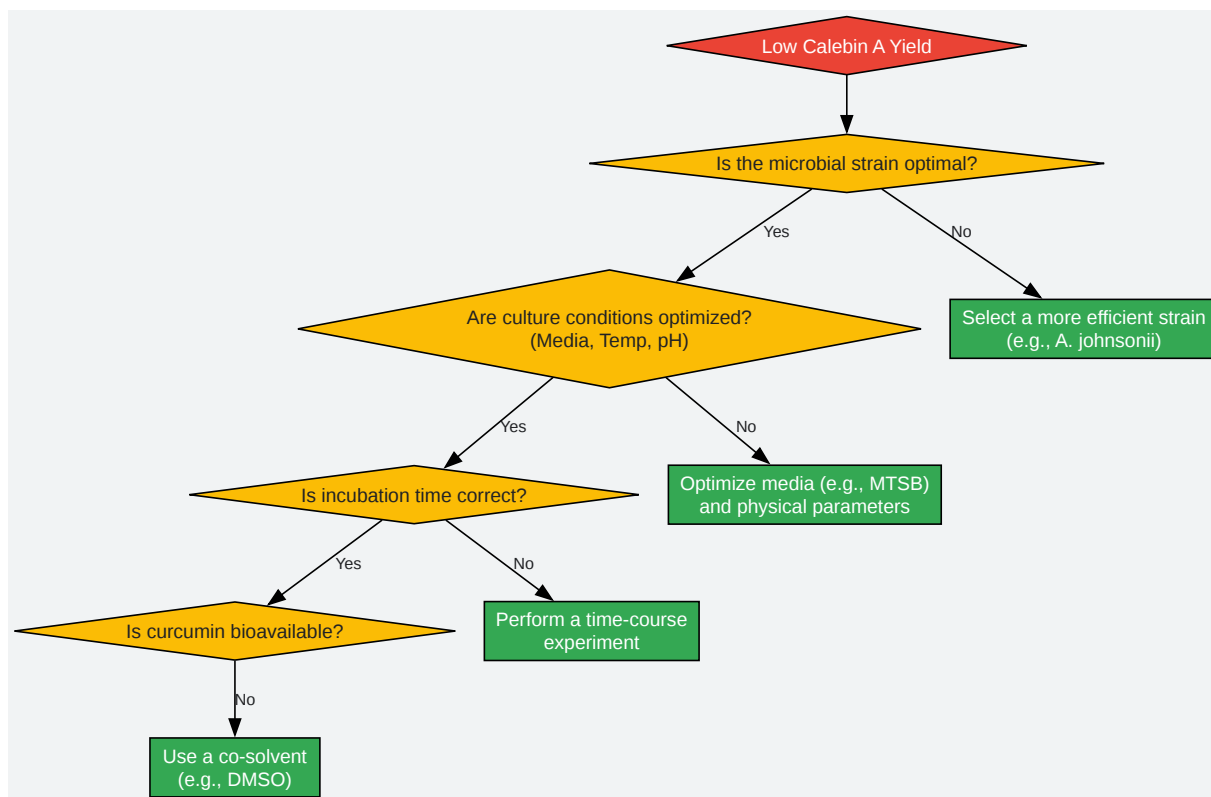 Low Calebin A Yield
Is the microbial strain optimal?
Yes
No
Are culture conditions optimized?
(Media, Temp, pH)
Select a more efficient strain
(e.g., A. johnsonii)
Yes
No
Is incubation time correct?
Optimize media (e.g., MTSB)
and physical parameters
Yes
No
Is curcumin bioavailable?
Perform a time-course
experiment
No
Use a co-solvent
(e.g., DMSO)